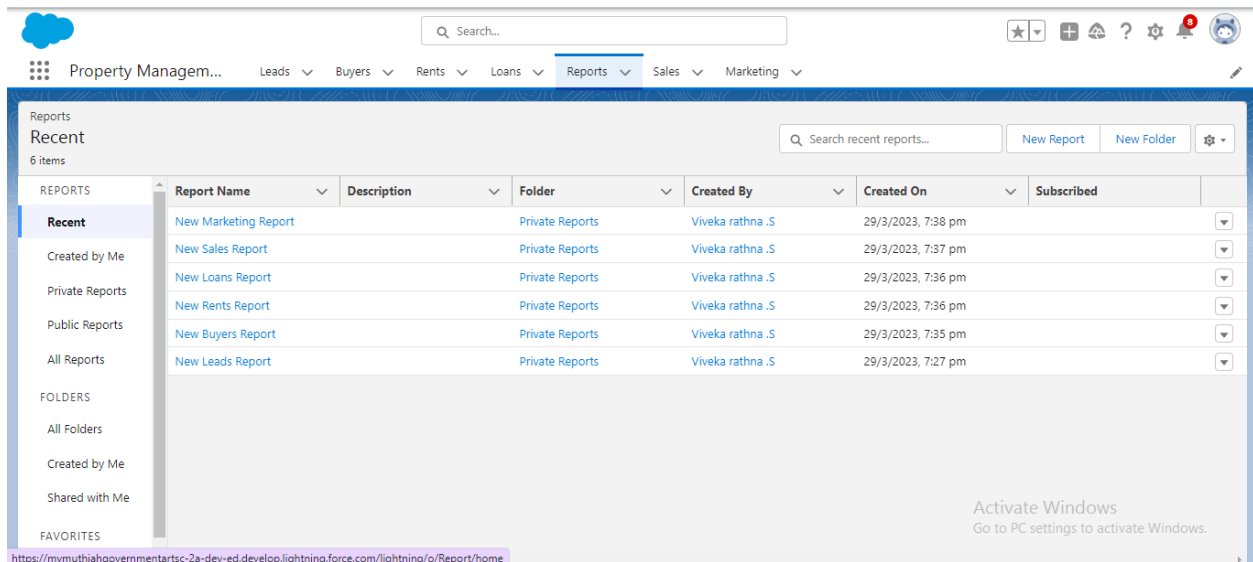 Search...
8
Property Managem...
Leads Buyers Rents Loans Reports Sales Marketing
Reports
Recent
6 items
Search recent reports...
New Report New Folder
REPORTS
Recent
Created by Me
Private Reports
Public Reports
All Reports
FOLDERS
All Folders
Created by Me
Shared with Me
FAVORITES
Report Name Description Folder Created By Created On Subscribed
New Marketing Report Private Reports Viveka rathna .S 29/3/2023, 7:38 pm
New Sales Report Private Reports Viveka rathna .S 29/3/2023, 7:37 pm
New Loans Report Private Reports Viveka rathna .S 29/3/2023, 7:36 pm
New Rents Report Private Reports Viveka rathna .S 29/3/2023, 7:36 pm
New Buyers Report Private Reports Viveka rathna .S 29/3/2023, 7:35 pm
New Leads Report Private Reports Viveka rathna .S 29/3/2023, 7:27 pm
Activate Windows
Go to PC settings to activate Windows.
https://mymuthiahgovernmentartsc-2a-dev-ed.develop.lightning.force.com/lightning/o/Report/home